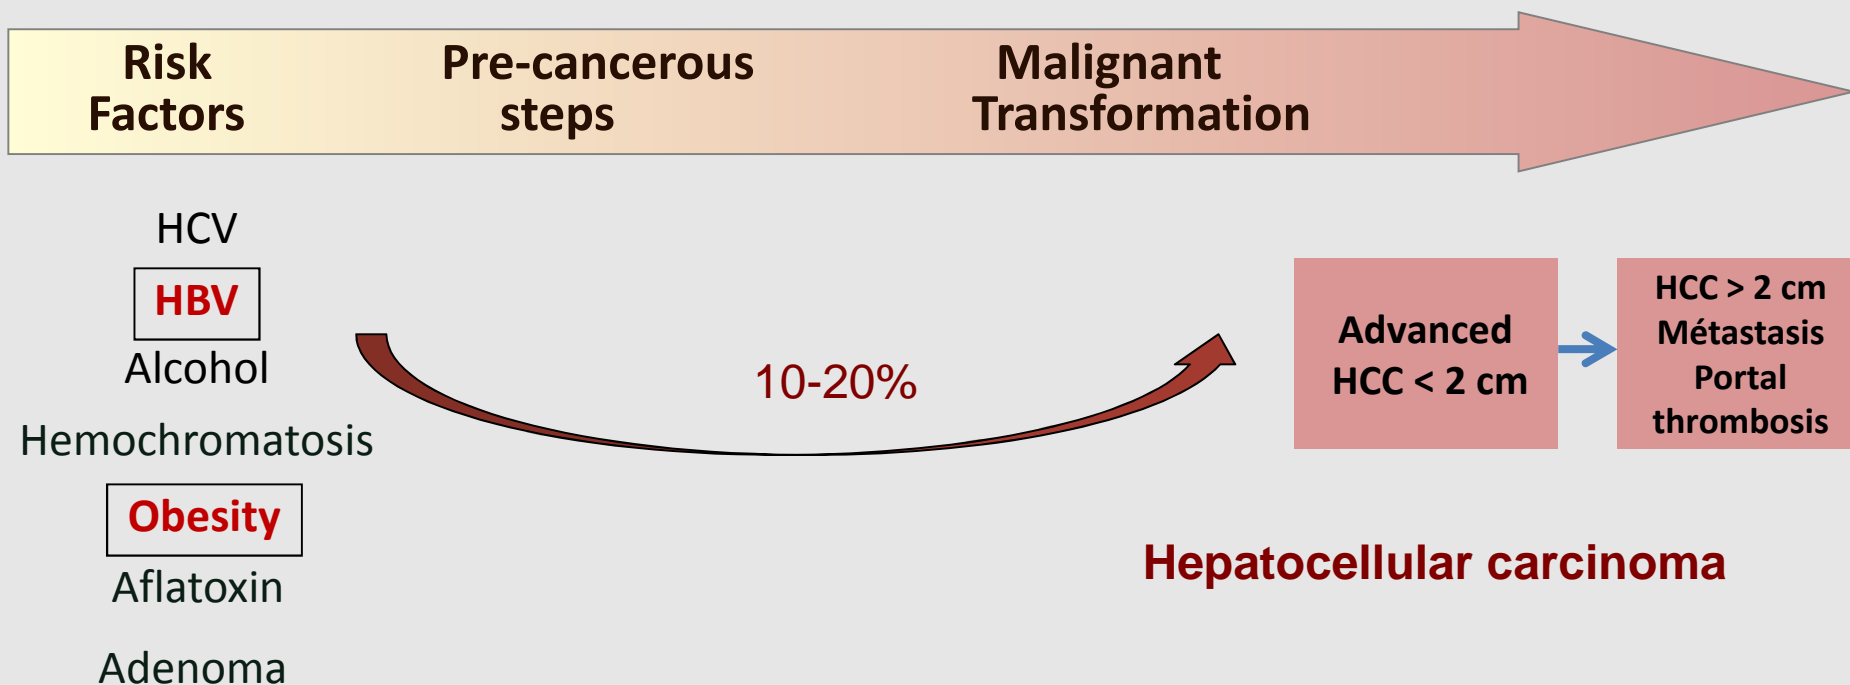 Risk
Factors
Pre-cancerous
steps
Malignant
Transformation
HCV
HBV
Alcohol
Hemochromatosis
Obesity
Aflatoxin
Adenoma
10-20%
Advanced
HCC < 2 cm
HCC > 2 cm
Métastasis
Portal
thrombosis
Hepatocellular carcinoma